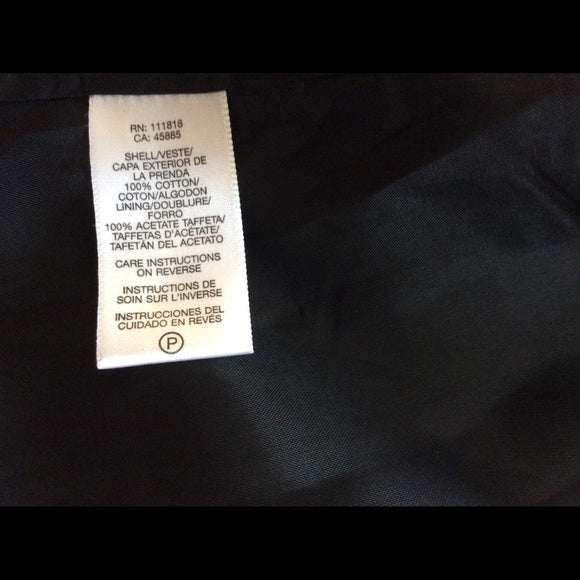 RN: 111818
CA: 45885
SHELL/VESTE/
CAPA EXTERIOR DE
LA PRENDA
100% COTTON/
COTON/ALGODON
LINING/DOUBLURE/
FORRO
100% ACETATE TAFFETA/
TAFFETAS D'ACÉTATE/
TAFETÁN DEL ACETATO
CARE INSTRUCTIONS
ON REVERSE
INSTRUCTIONS DE
SOIN SUR L'INVERSE
INSTRUCCIONES DEL
CUIDADO EN REVÉS
P